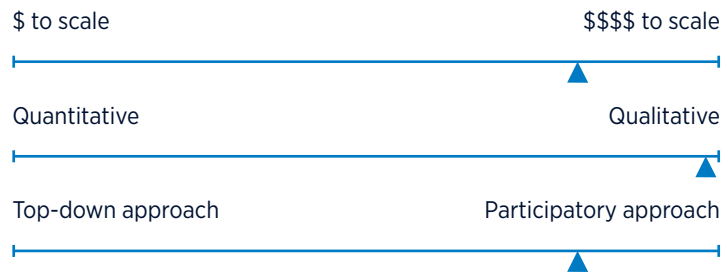 $ to scale $$$$ to scale
Quantitative Qualitative
Top-down approach Participatory approach